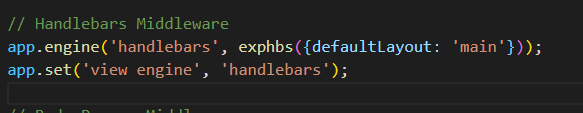 // Handlebars Middleware
app.engine('handlebars', exphbs({defaultLayout: 'main'}));
app.set('view engine', 'handlebars');